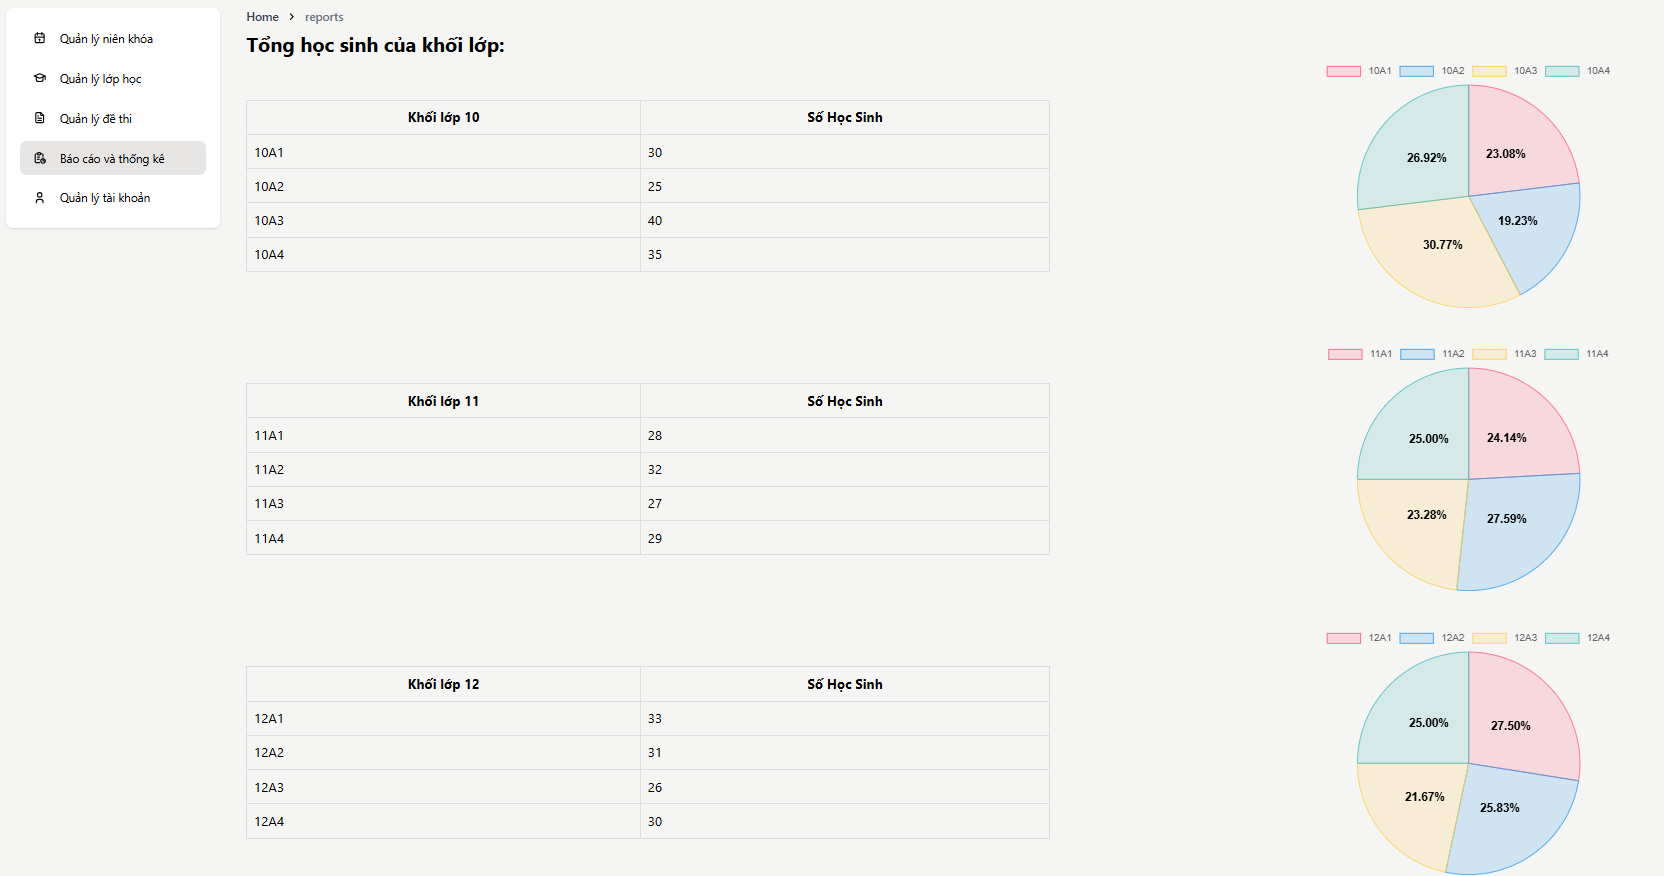 Quản lý niên khóa
Quản lý lớp học
Quản lý đề thi
Báo cáo và thống kê
Quản lý tài khoản
Home > reports
Tổng học sinh của khối lớp:
Khối lớp 10 Số Học Sinh
10A1 30
10A2 25
10A3 40
10A4 35
10A1 10A2 10A3 10A4
26.92% 23.08%
19.23%
30.77%
Khối lớp 11 Số Học Sinh
11A1 28
11A2 32
11A3 27
11A4 29
11A1 11A2 11A3 11A4
25.00% 24.14%
23.28% 27.59%
Khối lớp 12 Số Học Sinh
12A1 33
12A2 31
12A3 26
12A4 30
12A1 12A2 12A3 12A4
25.00% 27.50%
21.67% 25.83%